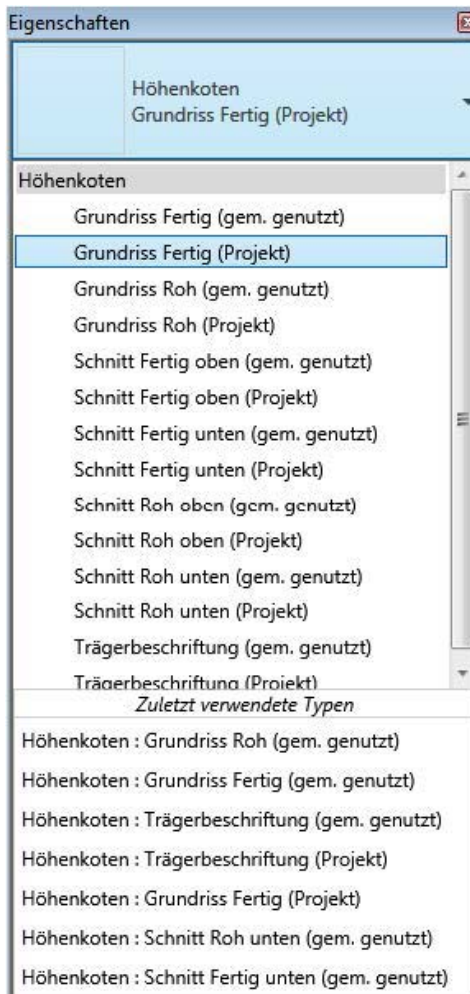 Eigenschaften
Höhenkoten
Grundriss Fertig (Projekt)
Höhenkoten
Grundriss Fertig (gem. genutzt)
Grundriss Fertig (Projekt)
Grundriss Roh (gem. genutzt)
Grundriss Roh (Projekt)
Schnitt Fertig oben (gem. genutzt)
Schnitt Fertig oben (Projekt)
Schnitt Fertig unten (gem. genutzt)
Schnitt Fertig unten (Projekt)
Schnitt Roh oben (gem. genutzt)
Schnitt Roh oben (Projekt)
Schnitt Roh unten (gem. genutzt)
Schnitt Roh unten (Projekt)
Trägerbeschriftung (gem. genutzt)
Trägerbeschriftung (Projekt)
Zuletzt verwendete Typen
Höhenkoten : Grundriss Roh (gem. genutzt)
Höhenkoten : Grundriss Fertig (gem. genutzt)
Höhenkoten : Trägerbeschriftung (gem. genutzt)
Höhenkoten : Trägerbeschriftung (Projekt)
Höhenkoten : Grundriss Fertig (Projekt)
Höhenkoten : Schnitt Roh unten (gem. genutzt)
Höhenkoten : Schnitt Fertig unten (gem. genutzt)